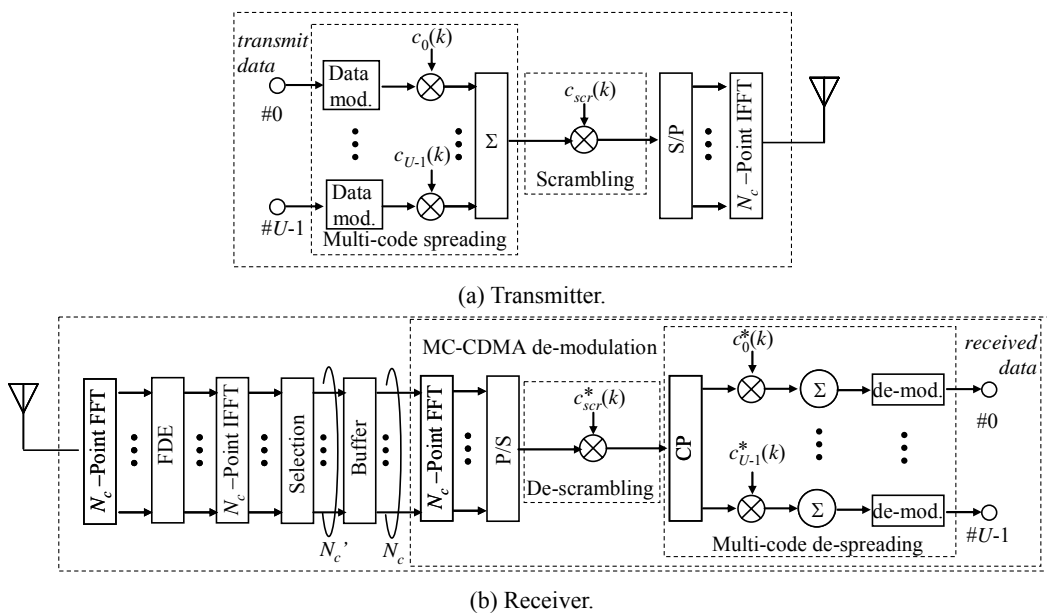 transmit
data
#0
#U-1
Data
mod.
Data
mod.
c0(k)
cU-1(k)
Σ
Multi-code spreading
cscr(k)
Scrambling
S/P
Nc –Point IFFT
(a) Transmitter.
Nc –Point FFT
FDE
Nc –Point IFFT
Selection
Nc’
Buffer
Nc
MC-CDMA de-modulation
Nc –Point FFT
P/S
c*scr(k)
De-scrambling
CP
c*0(k)
c*U-1(k)
Σ
Σ
de-mod.
de-mod.
Multi-code de-spreading
received
data
#0
#U-1
(b) Receiver.